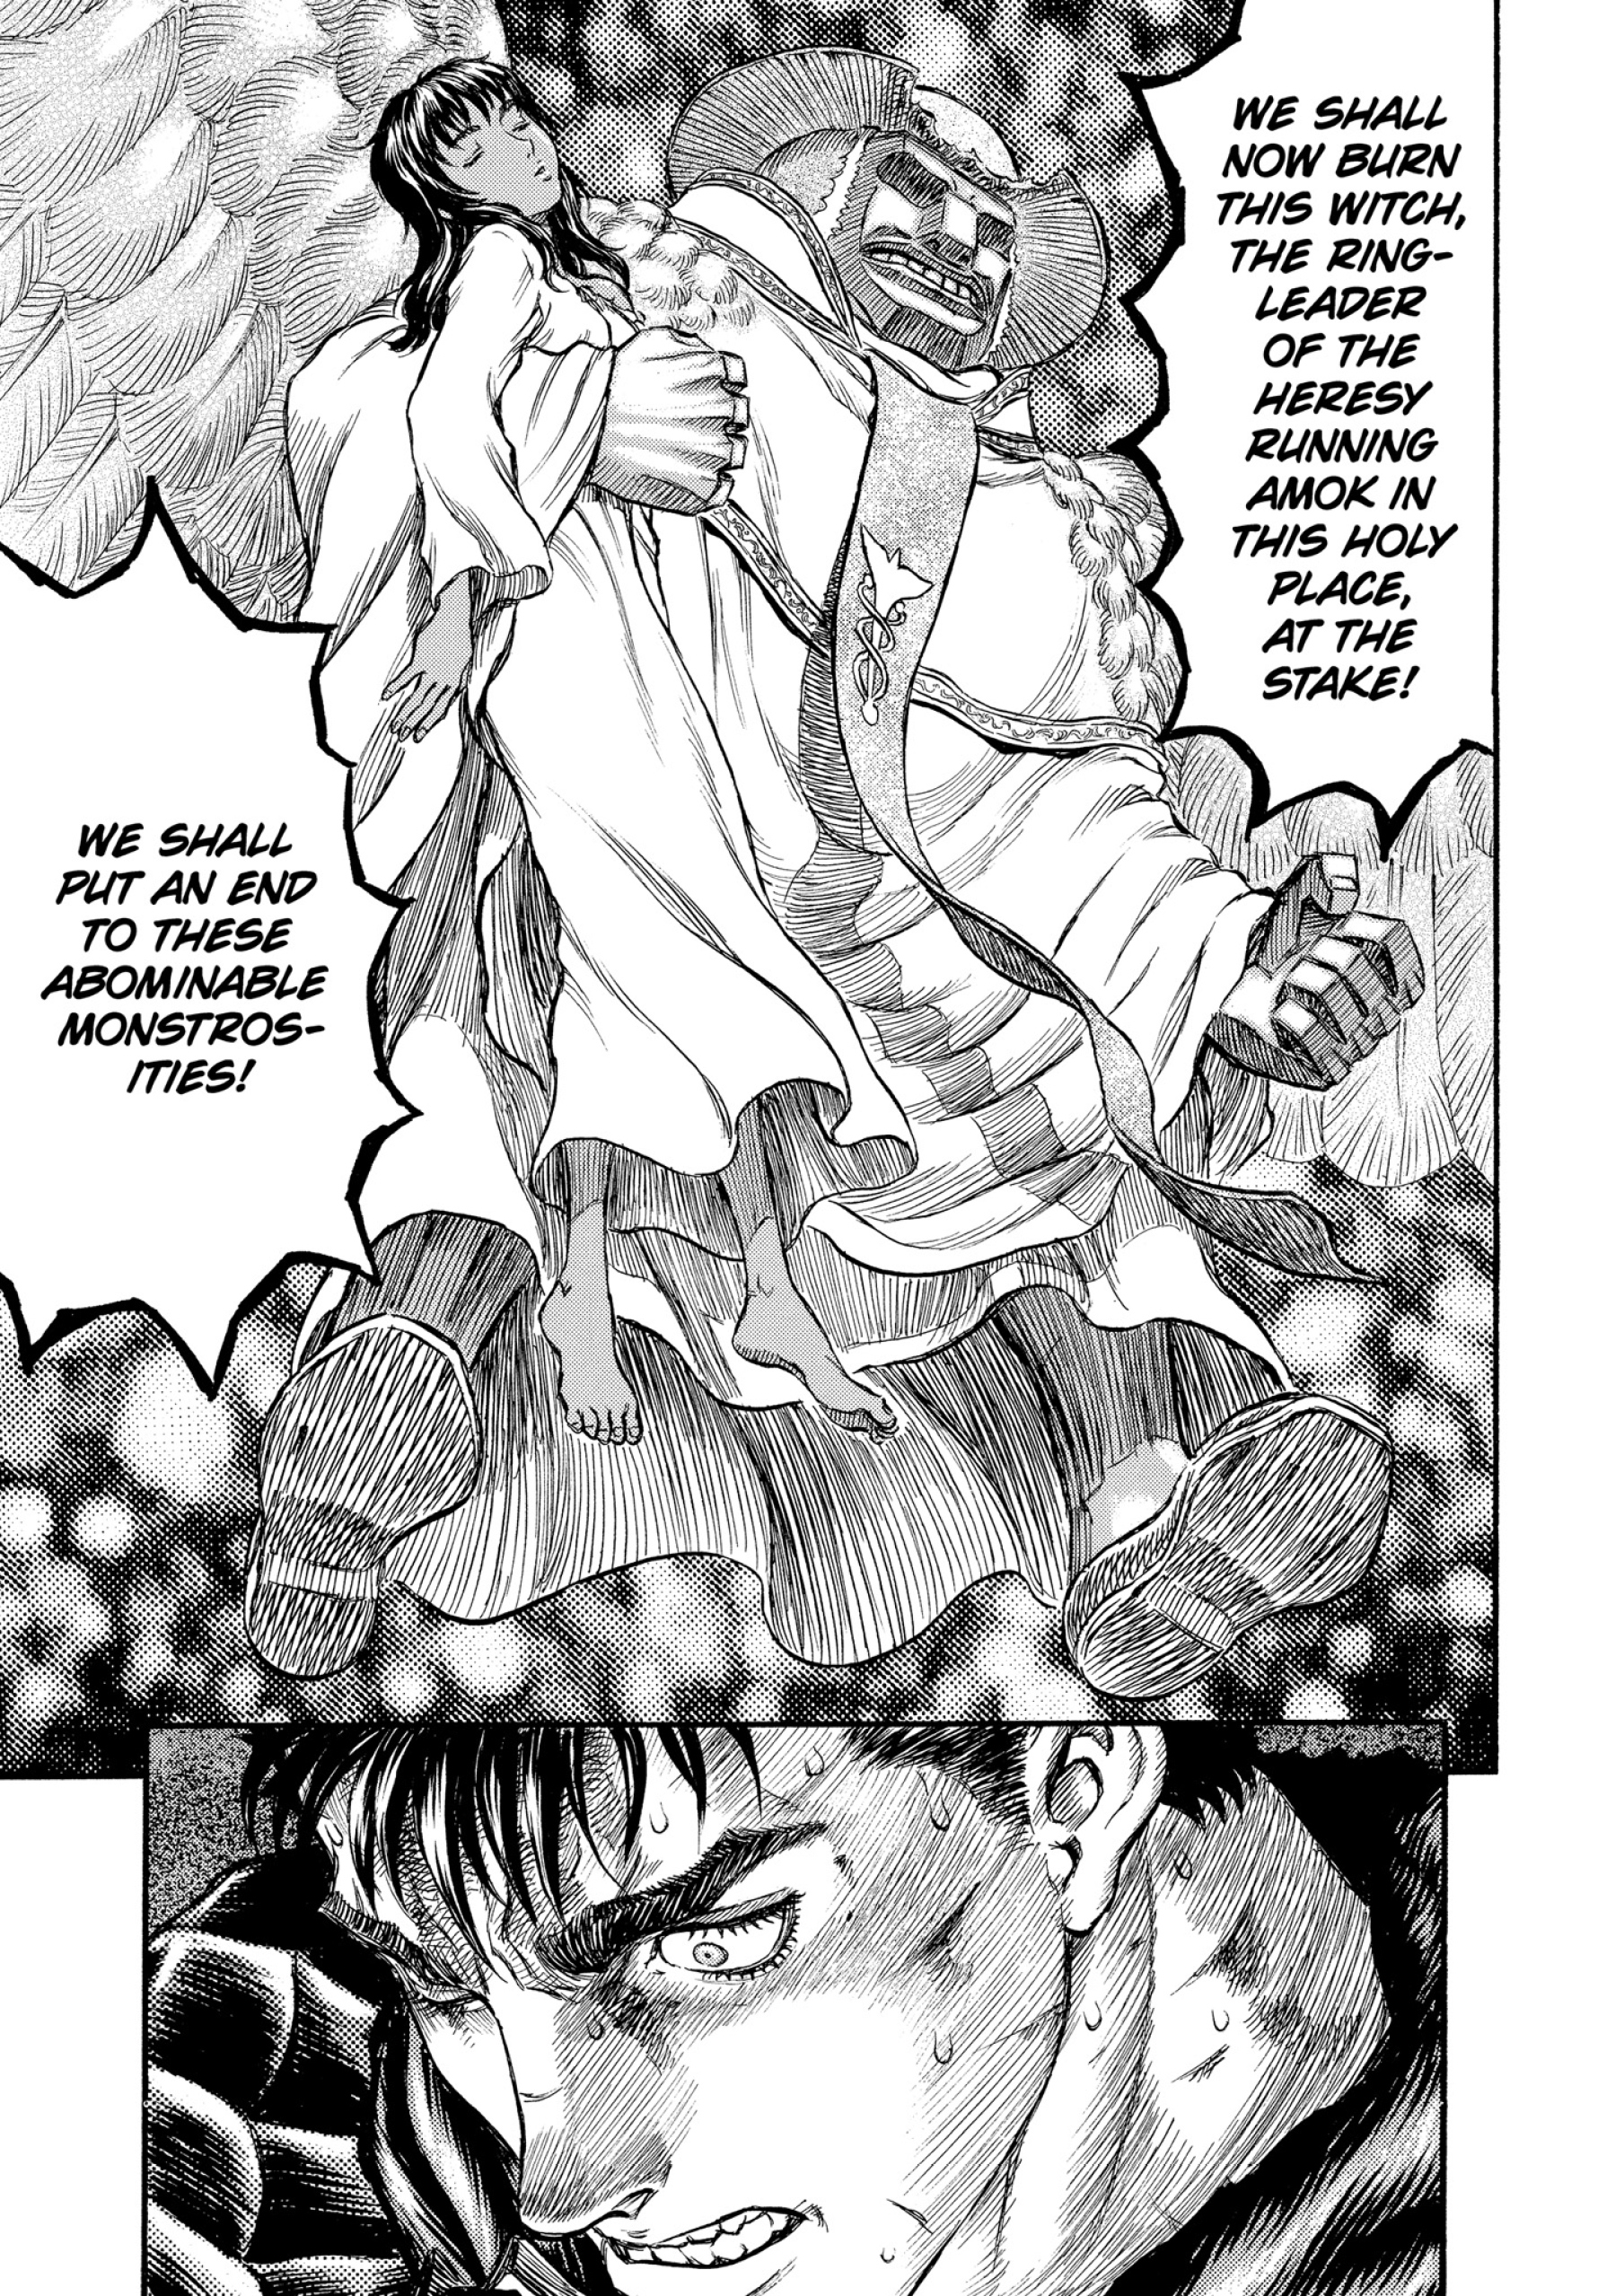 WE SHALL
NOW BURN
THIS WITCH,
THE RING-
LEADER
OF THE
HERESY
RUNNING
AMOK IN
THIS HOLY
PLACE,
AT THE
STAKE!
WE SHALL
PUT AN END
TO THESE
ABOMINABLE
MONSTROS-
ITIES!